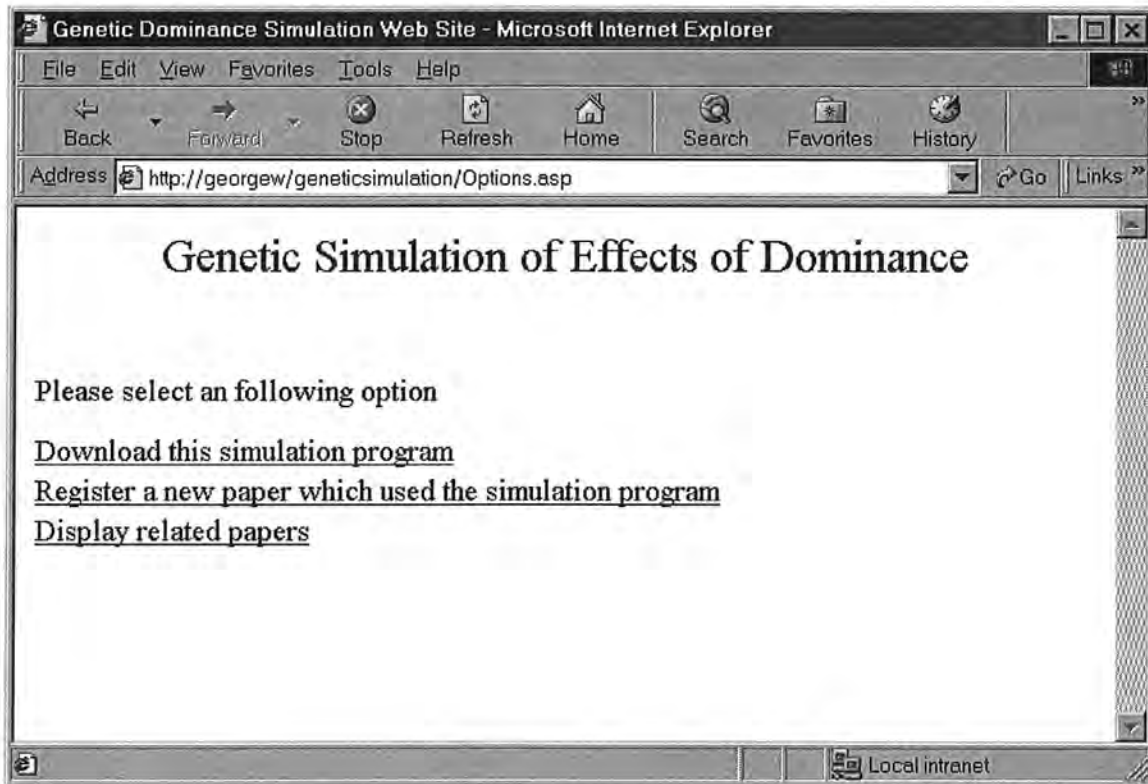 Genetic Dominance Simulation Web Site - Microsoft Internet Explorer
File Edit View Favorites Tools Help
Back Forward Stop Refresh Home Search Favorites History »
Address http://georgew/geneticsimulation/Options.asp Go Links »
Genetic Simulation of Effects of Dominance
Please select an following option
Download this simulation program
Register a new paper which used the simulation program
Display related papers
Local intranet